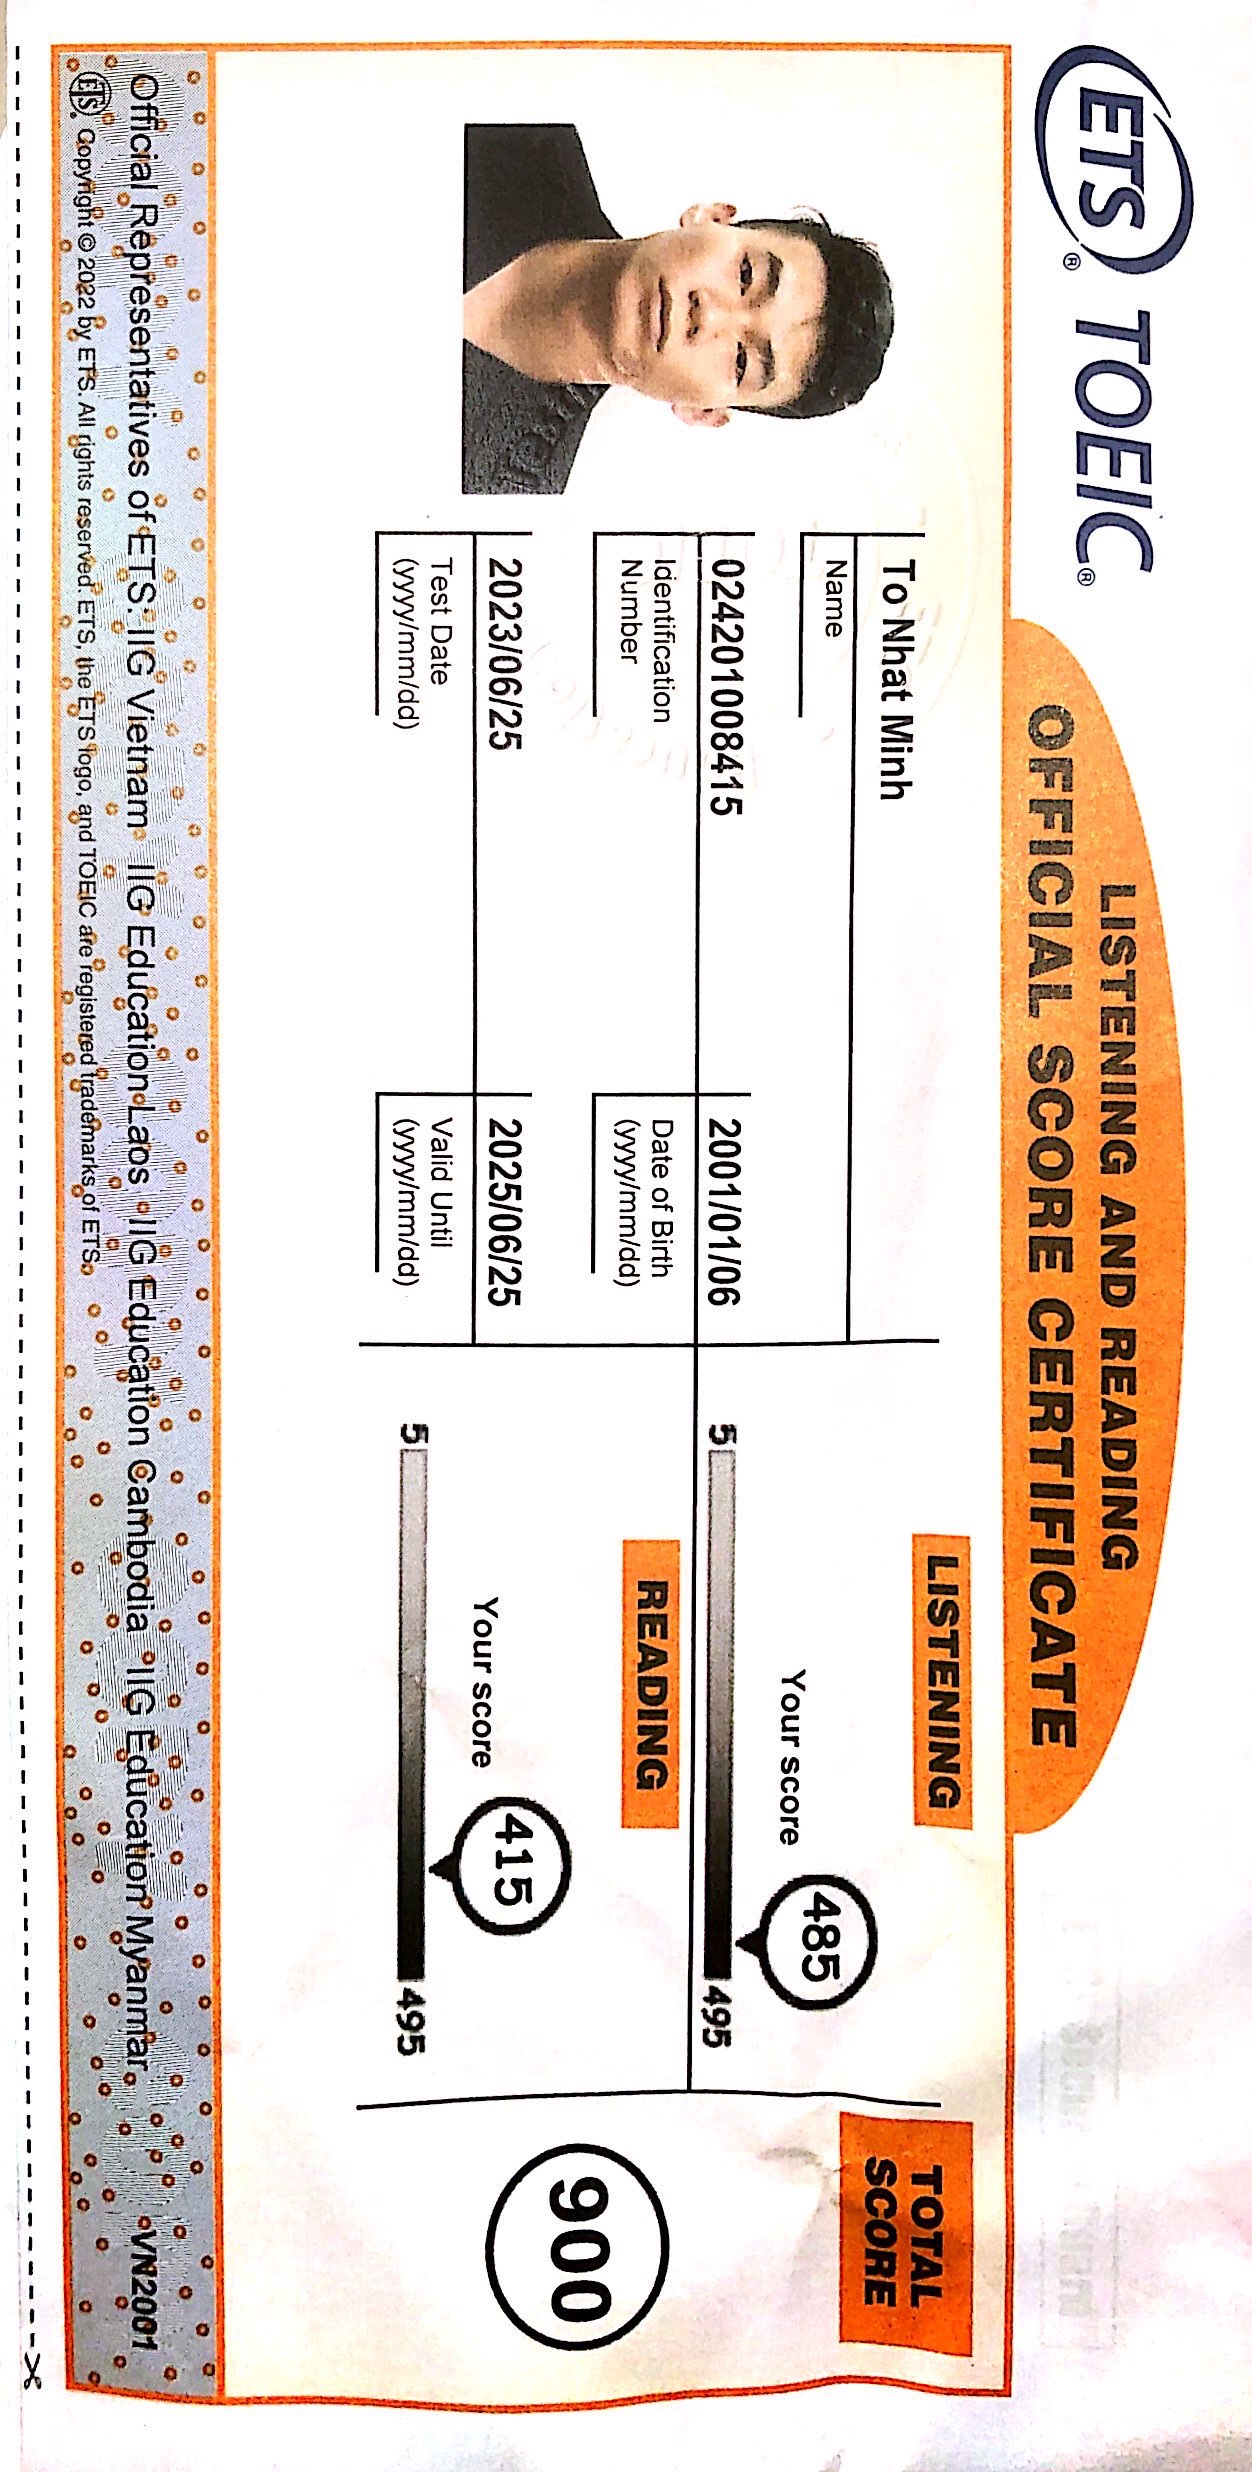 ETS® TOEIC®
LISTENING AND READING
OFFICIAL SCORE CERTIFICATE
To Nhat Minh
Name
024201008415
Identification
Number
2001/01/06
Date of Birth
(yyyy/mm/dd)
2023/06/25
Test Date
(yyyy/mm/dd)
2025/06/25
Valid Until
(yyyy/mm/dd)
LISTENING
Your score
485
5
495
READING
Your score
415
5
495
TOTAL
SCORE
900
Official Representatives of ETS: IIG Vietnam IIG Education Laos IIG Education Cambodia IIG Education Myanmar
VN2001
ETS® Copyright © 2022 by ETS. All rights reserved. ETS, the ETS logo, and TOEIC are registered trademarks of ETS.